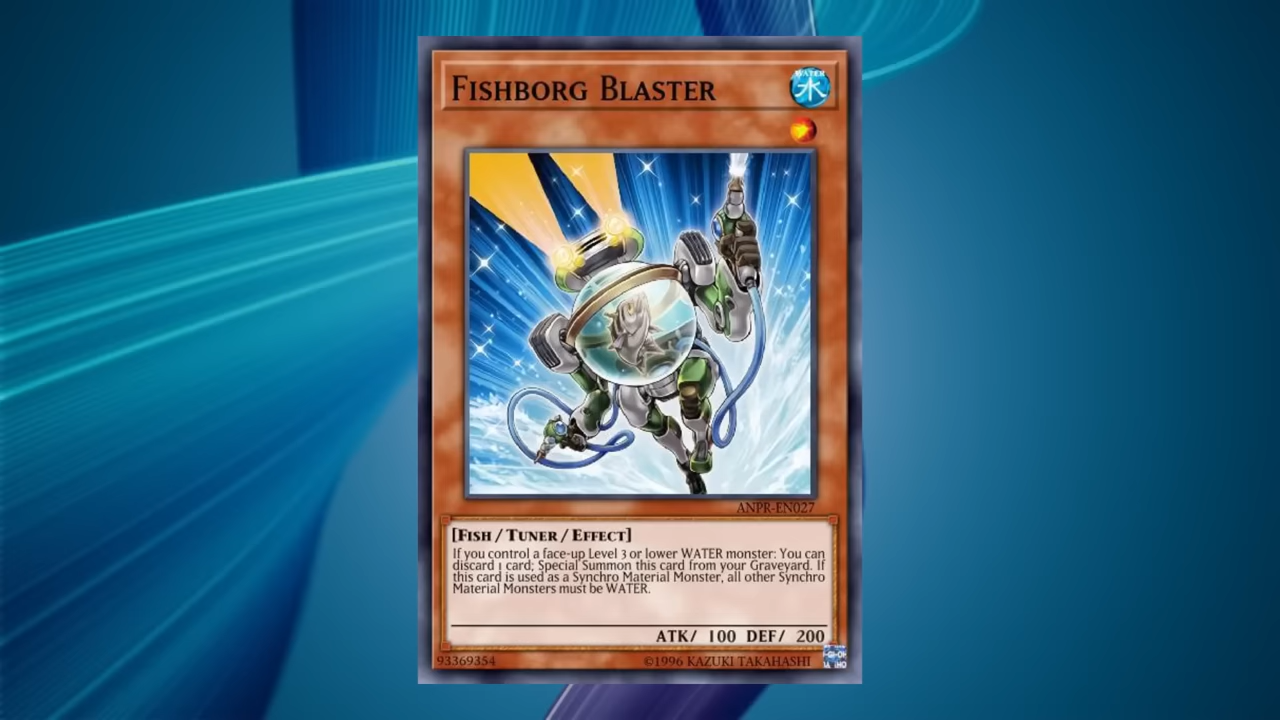 FISHBORG BLASTER
WATER
水
ANPR-EN027
[FISH / TUNER / EFFECT]
If you control a face-up Level 3 or lower WATER monster: You can
discard 1 card; Special Summon this card from your Graveyard. If
this card is used as a Synchro Material Monster, all other Synchro
Material Monsters must be WATER.
ATK/ 100 DEF/ 200
93369354 ©1996 KAZUKI TAKAHASHI